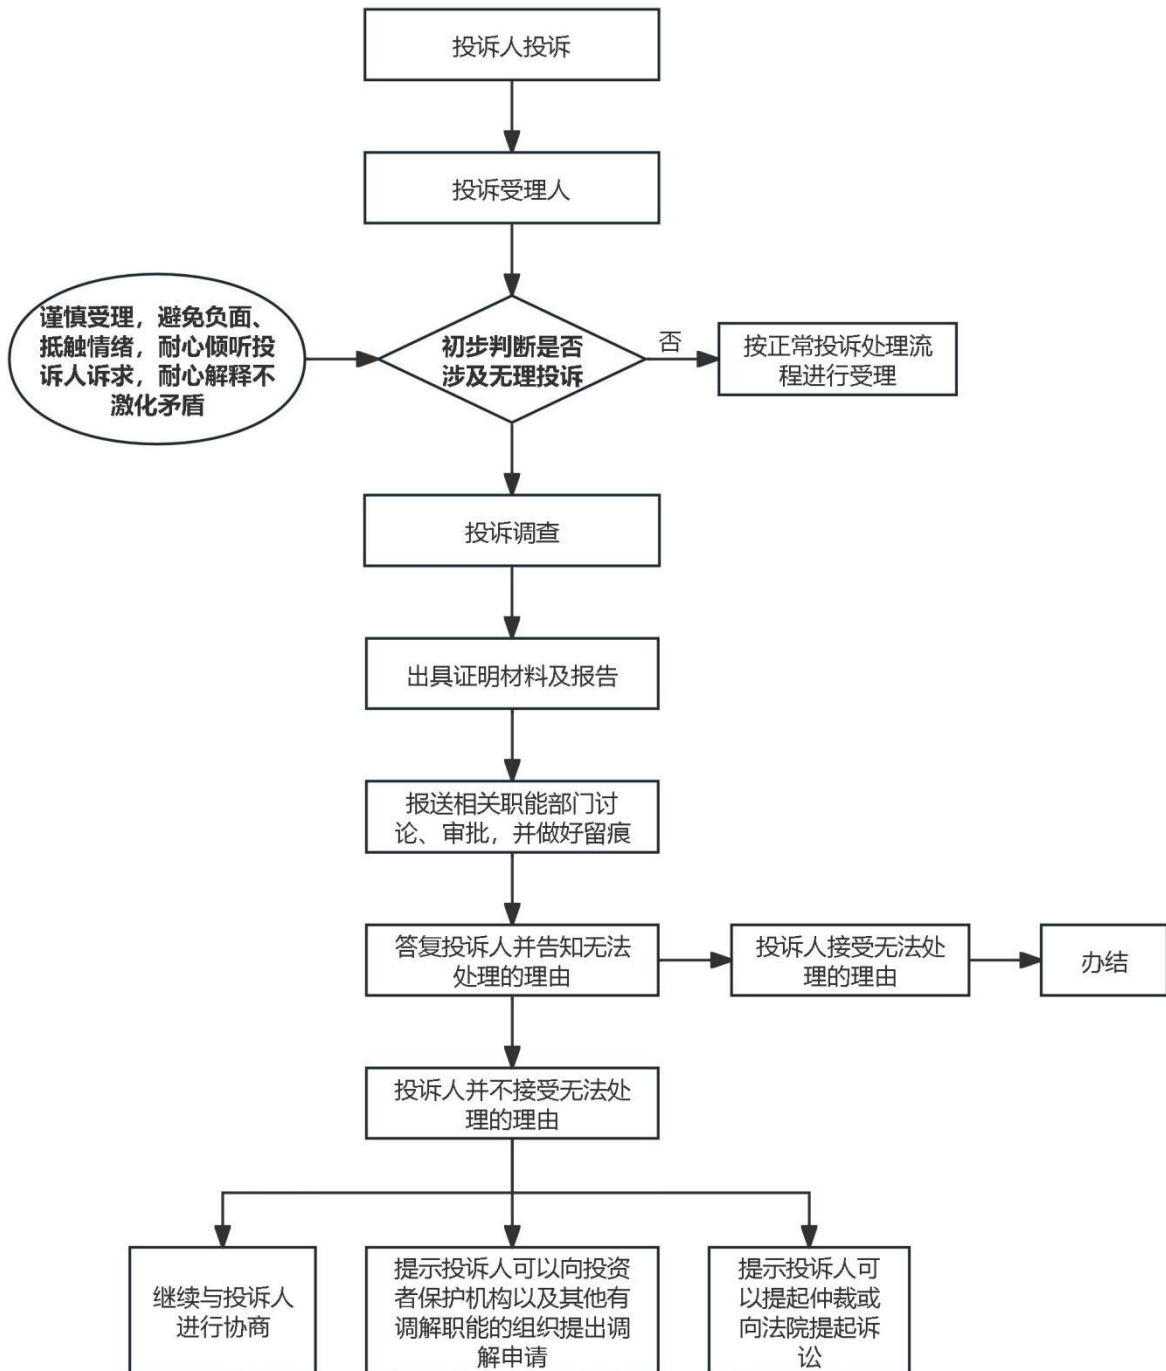 投诉人投诉
投诉受理人
谨慎受理，避免负面、
抵触情绪，耐心倾听投
诉人诉求，耐心解释不
激化矛盾
初步判断是否
涉及无理投诉
否
按正常投诉处理流
程进行受理
投诉调查
出具证明材料及报告
报送相关职能部门讨
论、审批，并做好留痕
答复投诉人并告知无法
处理的理由
投诉人接受无法处
理的理由
办结
投诉人并不接受无法处
理的理由
继续与投诉人
进行协商
提示投诉人可以向投资
者保护机构以及其他有
调解职能的组织提出调
解申请
提示投诉人可
以提起仲裁或
向法院提起诉
讼